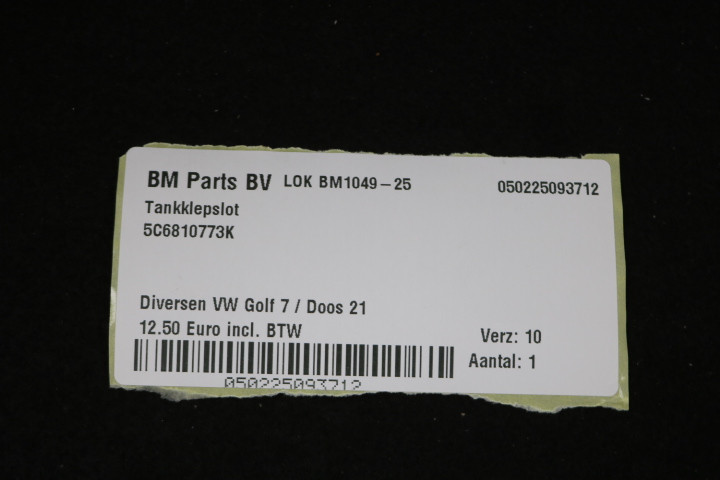 BM Parts BV LOK BM1049-25 050225093712
Tankklepslot
5C6810773K
Diversen VW Golf 7 / Doos 21
12.50 Euro incl. BTW
Verz: 10
Aantal: 1
050225093712